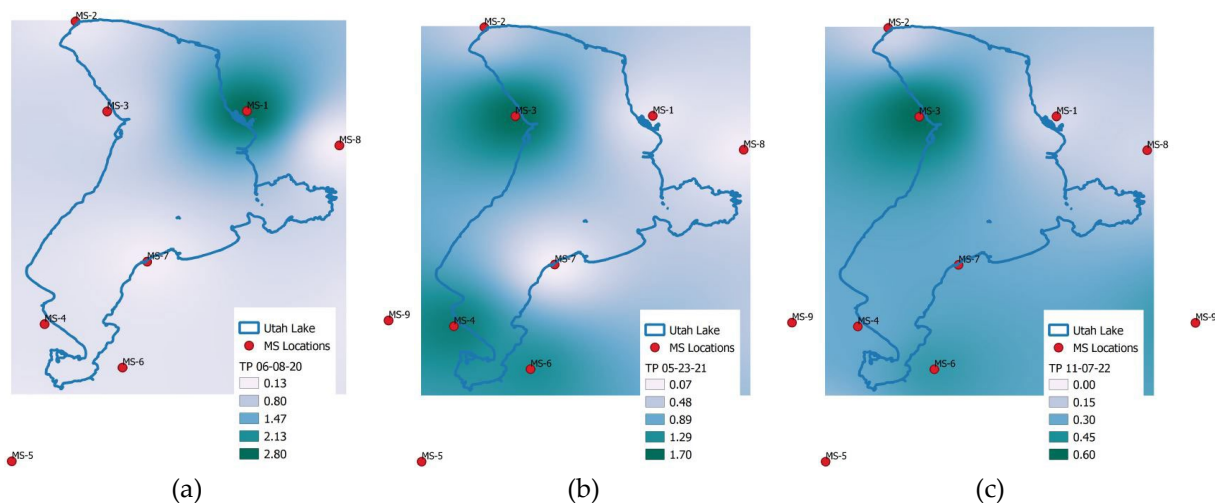 MS-2
MS-3
MS-1
MS-8
MS-7
MS-4
MS-6
MS-5
MS-9
Utah Lake
MS Locations
TP 06-08-20
0.13
0.80
1.47
2.13
2.80
(a)
MS-2
MS-3
MS-1
MS-8
MS-7
MS-4
MS-6
MS-5
MS-9
Utah Lake
MS Locations
TP 05-23-21
0.07
0.48
0.89
1.29
1.70
(b)
MS-2
MS-3
MS-1
MS-8
MS-7
MS-4
MS-6
MS-5
MS-9
Utah Lake
MS Locations
TP 11-07-22
0.00
0.15
0.30
0.45
0.60
(c)